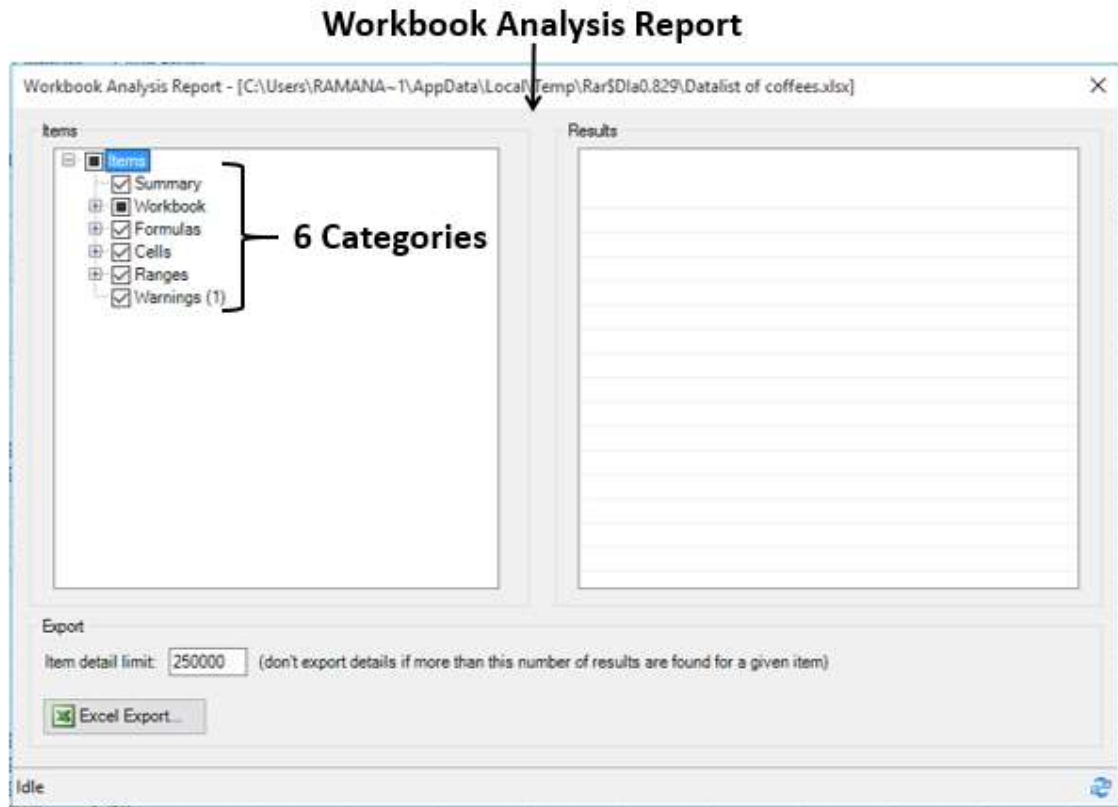 Workbook Analysis Report
Workbook Analysis Report - [C:\Users\RAMANA~1\AppData\Local\Temp\Rar$DIa0.829\Datalist of coffees.xlsx]
Items
Results
Items
Summary
Workbook
Formulas
Cells
Ranges
Warnings (1)
6 Categories
Export
Item detail limit: 250000 (don't export details if more than this number of results are found for a given item)
Excel Export...
Idle